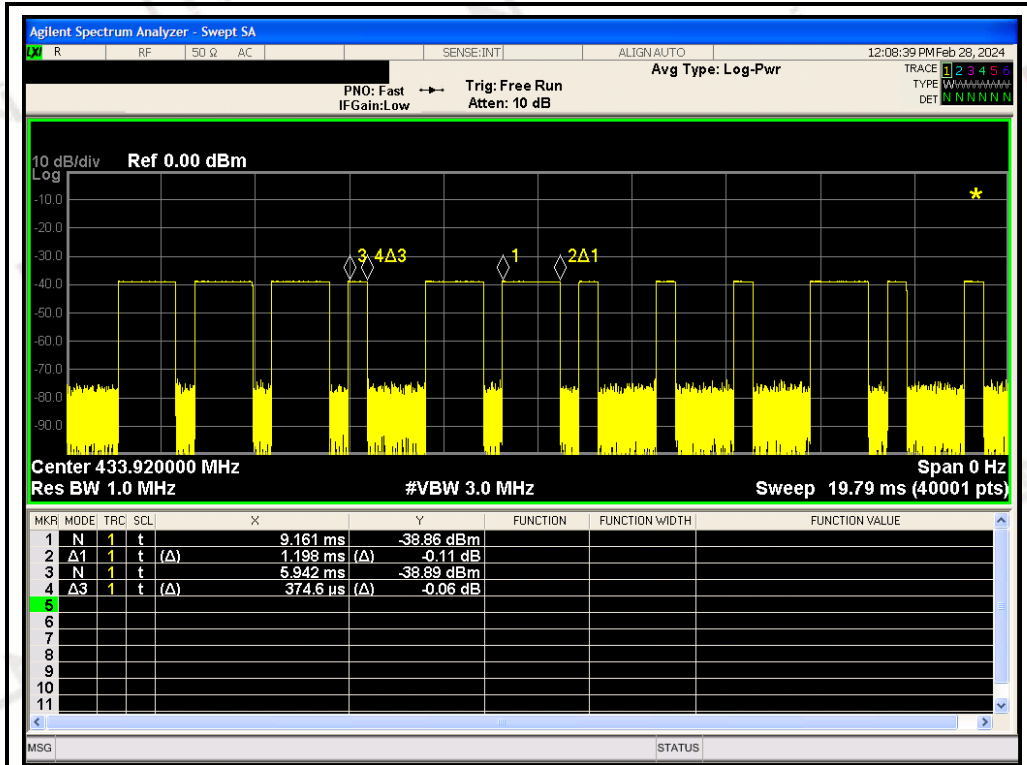 Agilent Spectrum Analyzer - Swept SA
LXI R RF 50 Ω AC SENSE:INT ALIGN AUTO 12:08:39 PM Feb 28, 2024
Avg Type: Log-Pwr TRACE 1 2 3 4 5 6
PNO: Fast Trig: Free Run TYPE WWWWWW
IFGain:Low Atten: 10 dB DET N N N N N N
10 dB/div Ref 0.00 dBm
Log
-10.0
-20.0
-30.0
3 4Δ3 1 2Δ1
-40.0
-50.0
-60.0
-70.0
-80.0
-90.0
Center 433.920000 MHz Span 0 Hz
Res BW 1.0 MHz #VBW 3.0 MHz Sweep 19.79 ms (40001 pts)
MKR MODE TRC SCL X Y FUNCTION FUNCTION WIDTH FUNCTION VALUE
1 N 1 t 9.161 ms -38.86 dBm
2 Δ1 1 t (Δ) 1.198 ms (Δ) -0.11 dB
3 N 1 t 5.942 ms -38.89 dBm
4 Δ3 1 t (Δ) 374.6 µs (Δ) -0.06 dB
5
6
7
8
9
10
11
MSG STATUS